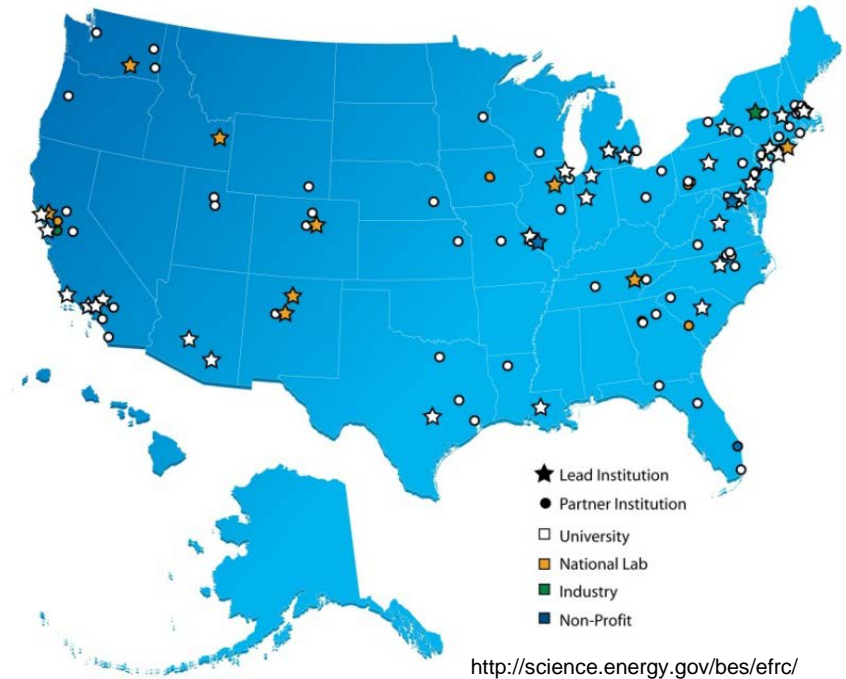 Lead Institution
Partner Institution
University
National Lab
Industry
Non-Profit
http://science.energy.gov/bes/efrc/